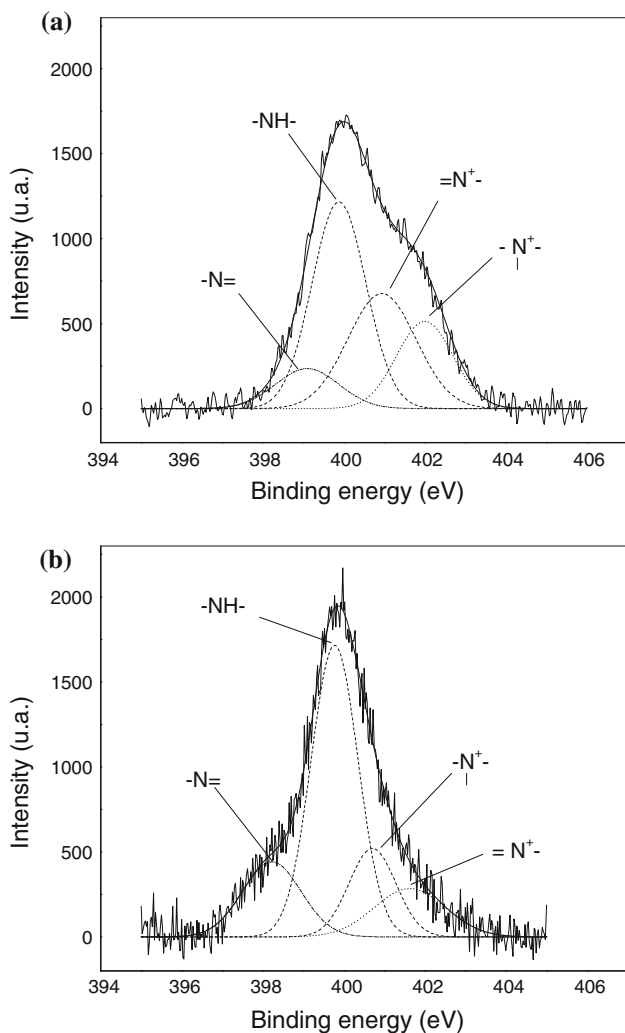 (a)
2000
1500
1000
500
0
Intensity (u.a.)
-NH-
=N⁺-
- N⁺-
|
-N=
394 396 398 400 402 404 406
Binding energy (eV)
(b)
2000
1500
1000
500
0
Intensity (u.a.)
-NH-
-N⁺-
|
-N=
= N⁺-
394 396 398 400 402 404 406
Binding energy (eV)